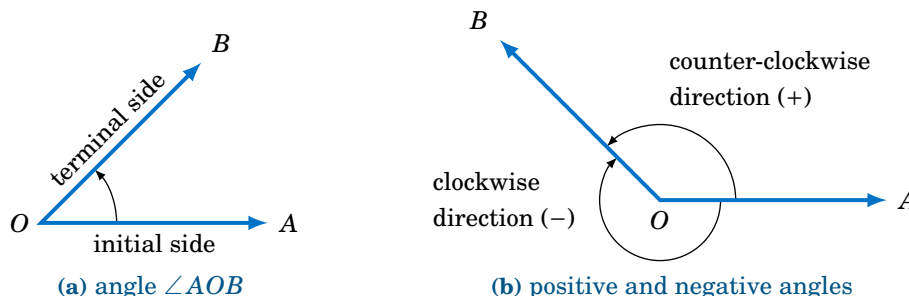 B
terminal side
O
A
initial side
(a) angle ∠AOB
B
counter-clockwise
direction (+)
clockwise
direction (−)
O
A
(b) positive and negative angles